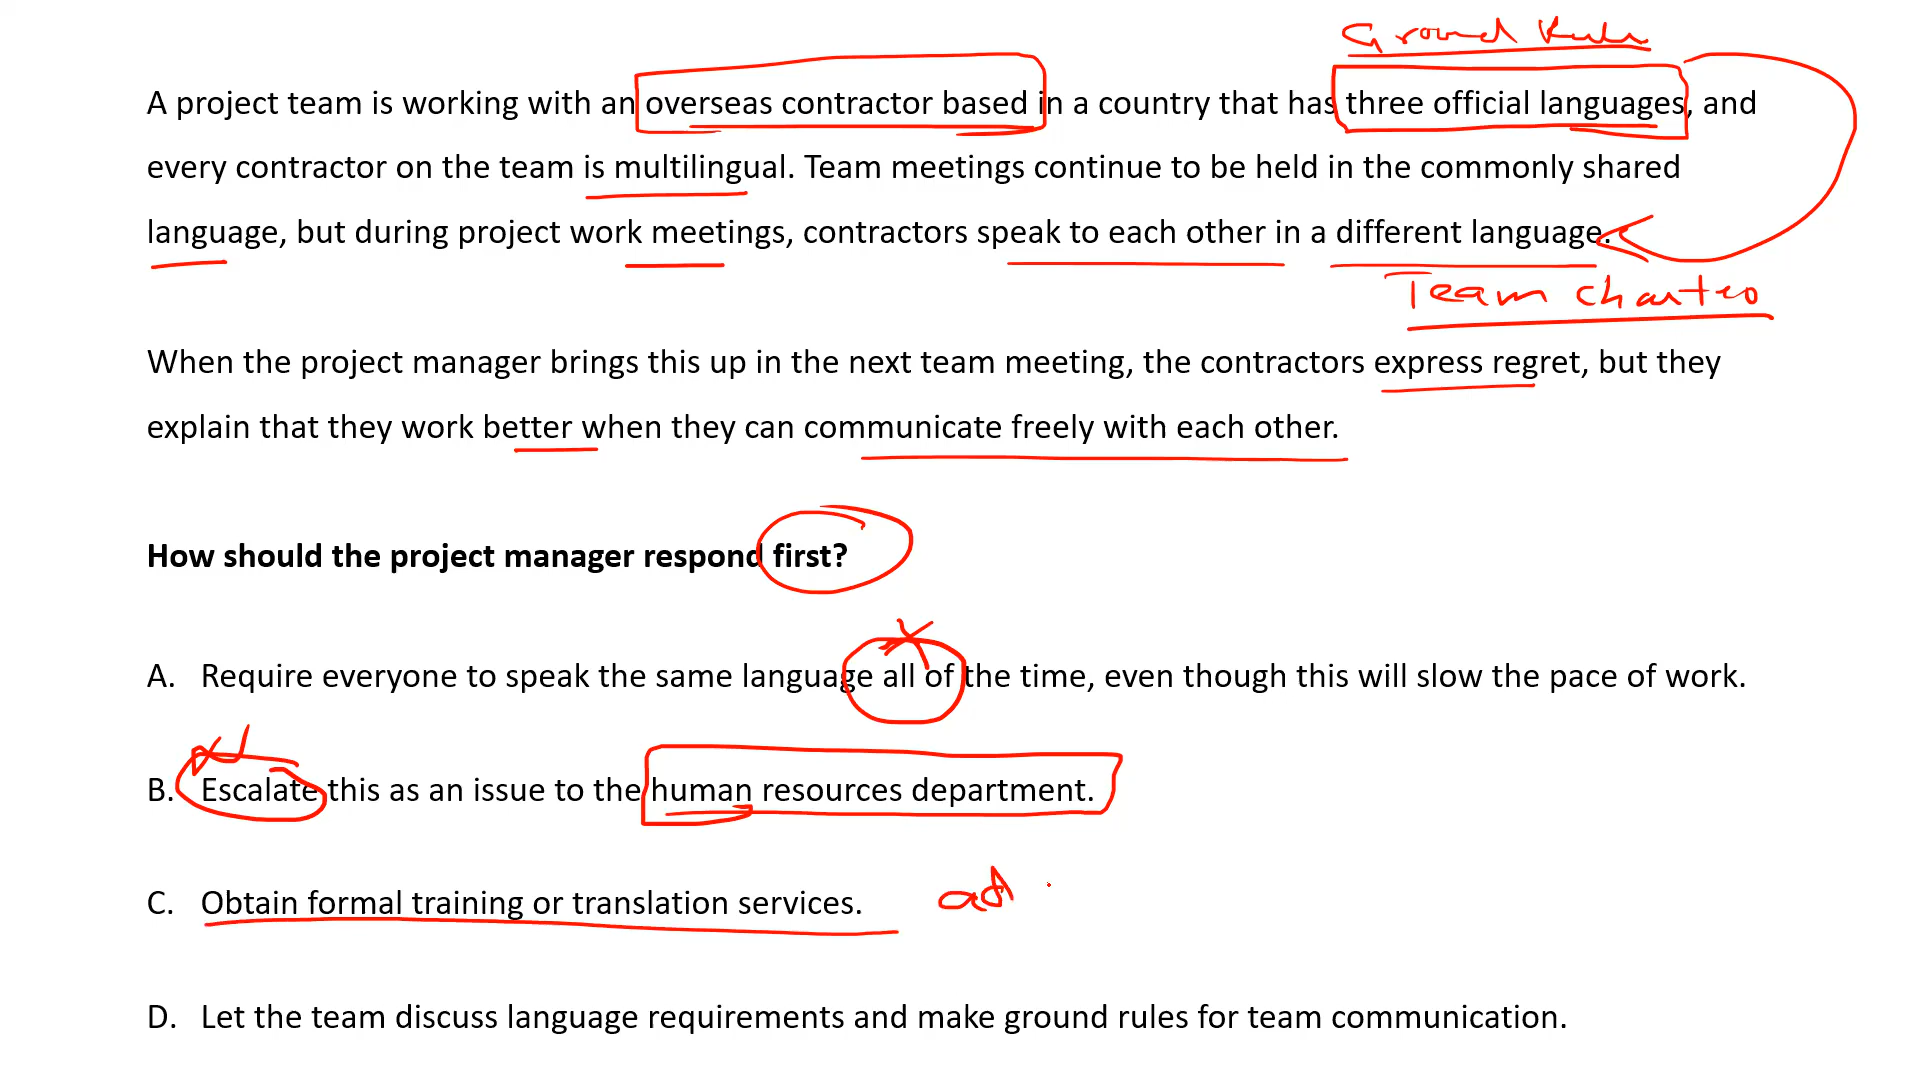 Ground Rule
A project team is working with an overseas contractor based in a country that has three official languages, and
every contractor on the team is multilingual. Team meetings continue to be held in the commonly shared
language, but during project work meetings, contractors speak to each other in a different language.
Team charter
When the project manager brings this up in the next team meeting, the contractors express regret, but they
explain that they work better when they can communicate freely with each other.
How should the project manager respond first?
A. Require everyone to speak the same language all of the time, even though this will slow the pace of work.
B. Escalate this as an issue to the human resources department.
C. Obtain formal training or translation services.
D. Let the team discuss language requirements and make ground rules for team communication.